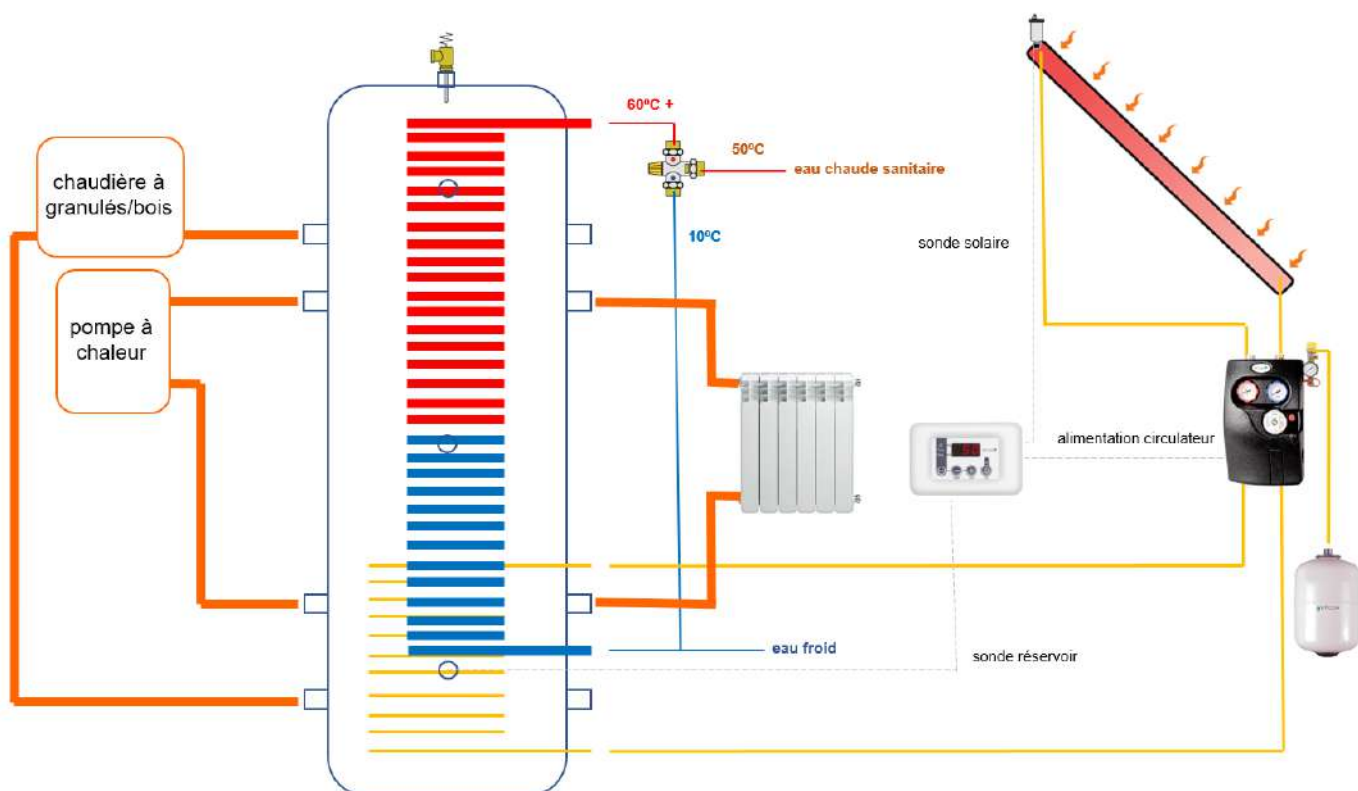 60ºC +
50ºC
eau chaude sanitaire
chaudière à
granulés/bois
10ºC
sonde solaire
pompe à
chaleur
alimentation circulateur
eau froid
sonde réservoir